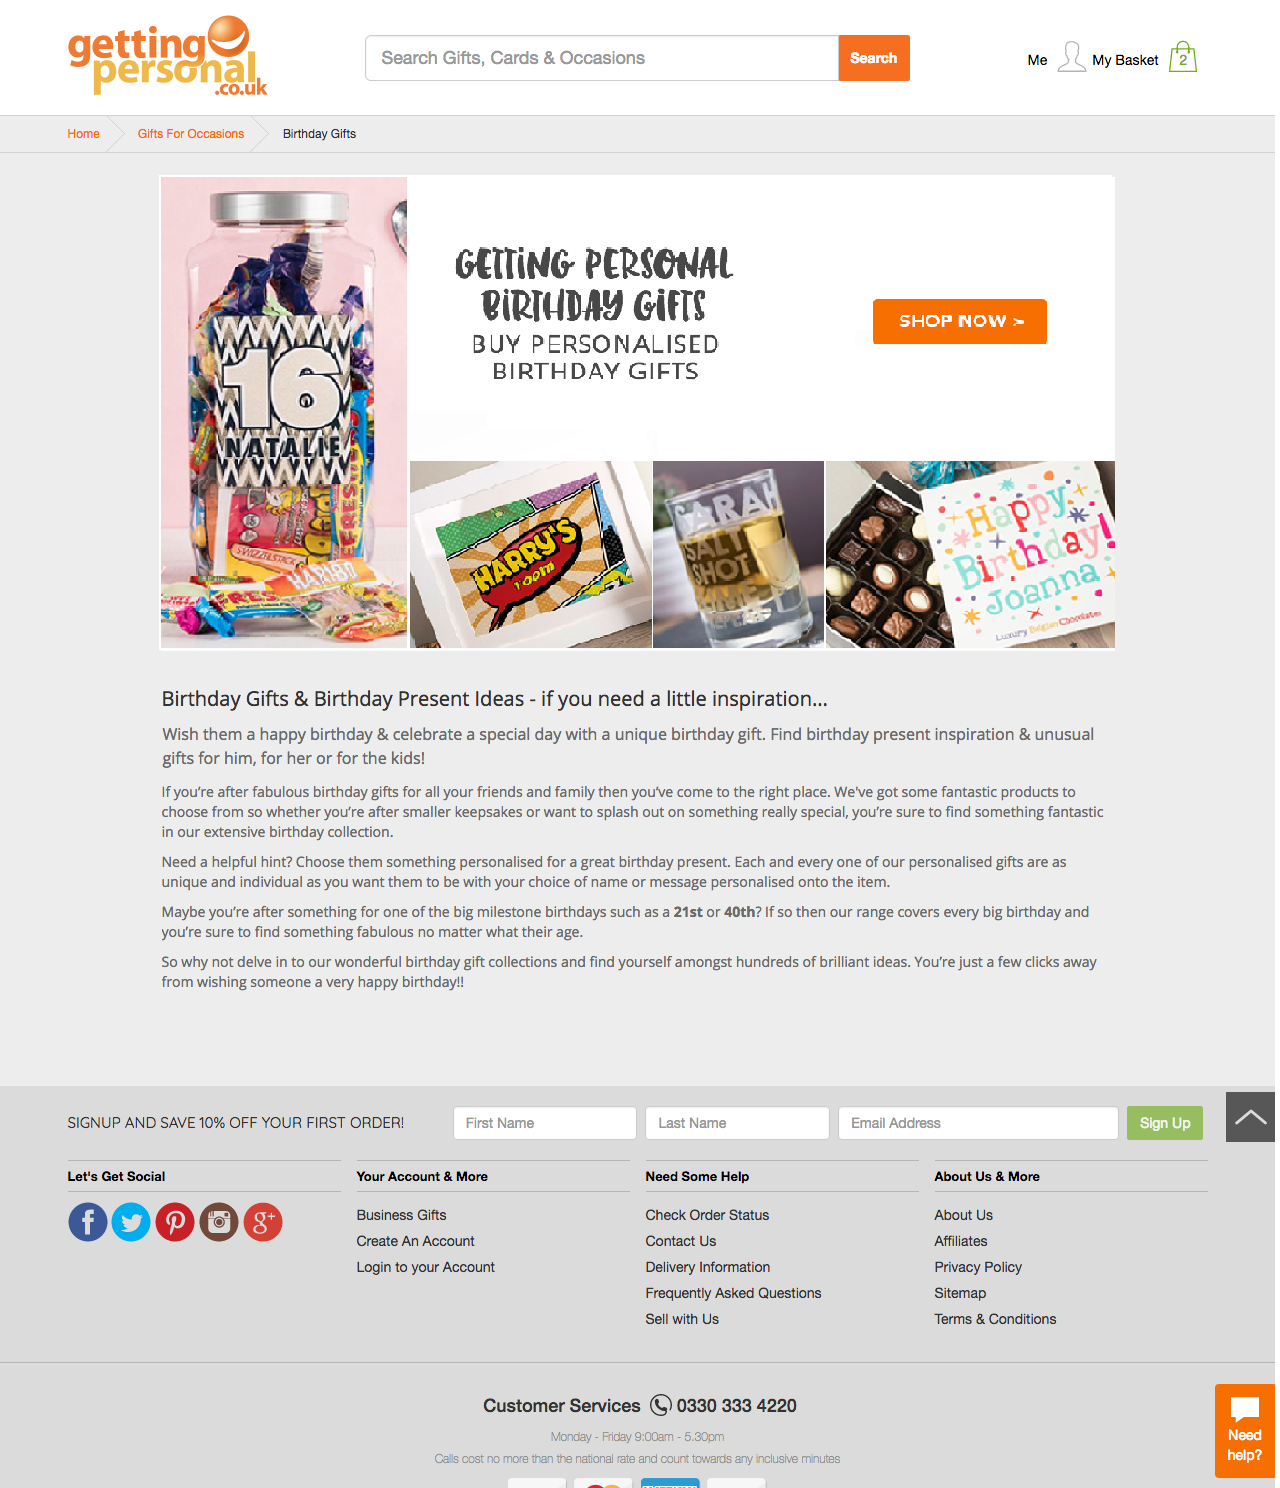 getting
personal
.co.uk
Search Gifts, Cards & Occasions
Search
Me
My Basket
2
Home
Gifts For Occasions
Birthday Gifts
GETTING PERSONAL
BIRTHDAY GIFTS
BUY PERSONALISED
BIRTHDAY GIFTS
SHOP NOW >
16
NATALIE
HARIBO
HARRY'S
room
SARAH
SALT
SHOT
Happy
Birthday!
Joanna
Luxury Belgian Chocolates
Birthday Gifts & Birthday Present Ideas - if you need a little inspiration...
Wish them a happy birthday & celebrate a special day with a unique birthday gift. Find birthday present inspiration & unusual
gifts for him, for her or for the kids!
If you’re after fabulous birthday gifts for all your friends and family then you’ve come to the right place. We've got some fantastic products to
choose from so whether you’re after smaller keepsakes or want to splash out on something really special, you’re sure to find something fantastic
in our extensive birthday collection.
Need a helpful hint? Choose them something personalised for a great birthday present. Each and every one of our personalised gifts are as
unique and individual as you want them to be with your choice of name or message personalised onto the item.
Maybe you’re after something for one of the big milestone birthdays such as a 21st or 40th? If so then our range covers every big birthday and
you’re sure to find something fabulous no matter what their age.
So why not delve in to our wonderful birthday gift collections and find yourself amongst hundreds of brilliant ideas. You’re just a few clicks away
from wishing someone a very happy birthday!!
SIGNUP AND SAVE 10% OFF YOUR FIRST ORDER!
First Name
Last Name
Email Address
Sign Up
Let's Get Social
Your Account & More
Business Gifts
Create An Account
Login to your Account
Need Some Help
Check Order Status
Contact Us
Delivery Information
Frequently Asked Questions
Sell with Us
About Us & More
About Us
Affiliates
Privacy Policy
Sitemap
Terms & Conditions
Customer Services 0330 333 4220
Monday - Friday 9:00am - 5.30pm
Calls cost no more than the national rate and count towards any inclusive minutes
Need
help?